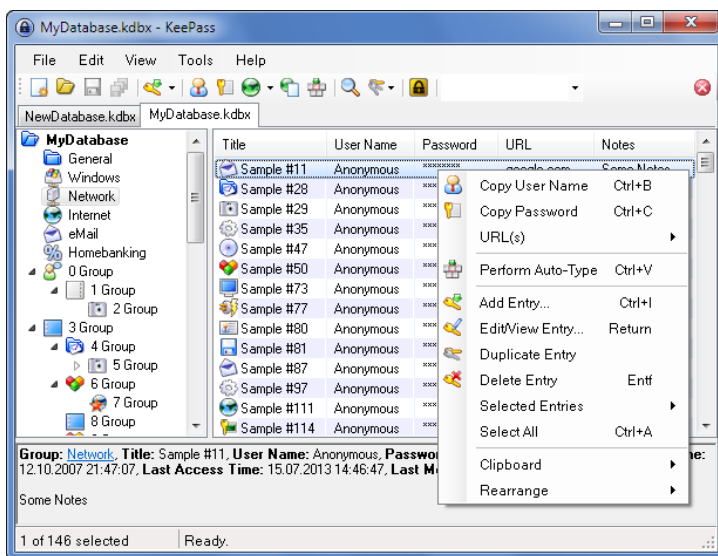 MyDatabase.kdbx - KeePass
File Edit View Tools Help
NewDatabase.kdbx MyDatabase.kdbx
MyDatabase
General
Windows
Network
Internet
eMail
Homebanking
0 Group
1 Group
2 Group
3 Group
4 Group
5 Group
6 Group
7 Group
8 Group
Title User Name Password URL Notes
Sample #11 Anonymous ******** google.com Some Notes
Sample #28 Anonymous ***
Sample #29 Anonymous ***
Sample #35 Anonymous ***
Sample #47 Anonymous ***
Sample #50 Anonymous ***
Sample #73 Anonymous ***
Sample #77 Anonymous ***
Sample #80 Anonymous ***
Sample #81 Anonymous ***
Sample #87 Anonymous ***
Sample #97 Anonymous ***
Sample #111 Anonymous ***
Sample #114 Anonymous ***
Copy User Name Ctrl+B
Copy Password Ctrl+C
URL(s)
Perform Auto-Type Ctrl+V
Add Entry... Ctrl+I
Edit/View Entry... Return
Duplicate Entry
Delete Entry Entf
Selected Entries
Select All Ctrl+A
Clipboard
Rearrange
Group: Network, Title: Sample #11, User Name: Anonymous, Passwo ne:
12.10.2007 21:47:07, Last Access Time: 15.07.2013 14:46:47, Last M
Some Notes
1 of 146 selected Ready.